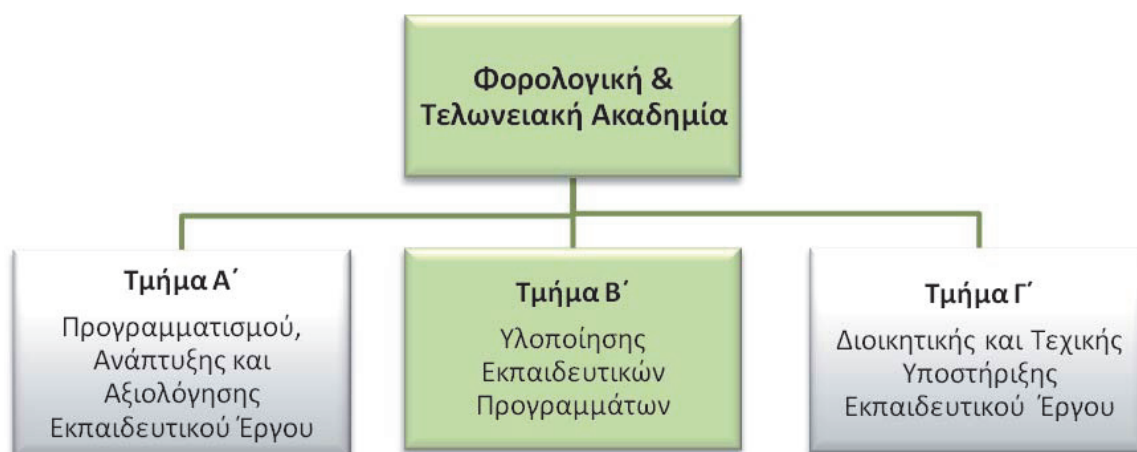 Φορολογική &
Τελωνειακή Ακαδημία
Τμήμα Α΄
Προγραμματισμού,
Ανάπτυξης και
Αξιολόγησης
Εκπαιδευτικού Έργου
Τμήμα Β΄
Υλοποίησης
Εκπαιδευτικών
Προγραμμάτων
Τμήμα Γ΄
Διοικητικής και Τεχικής
Υποστήριξης
Εκπαιδευτικού Έργου